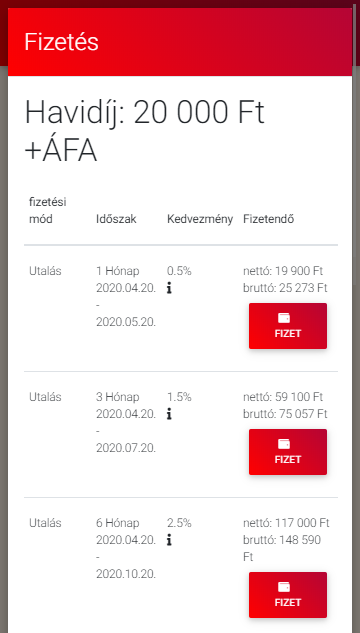 Fizetés
Havidíj: 20 000 Ft
+ÁFA
fizetési
mód
Időszak
Kedvezmény
Fizetendő
Utalás
1 Hónap
2020.04.20.
-
2020.05.20.
0.5%
nettó: 19 900 Ft
bruttó: 25 273 Ft
FIZET
Utalás
3 Hónap
2020.04.20.
-
2020.07.20.
1.5%
nettó: 59 100 Ft
bruttó: 75 057 Ft
FIZET
Utalás
6 Hónap
2020.04.20.
-
2020.10.20.
2.5%
nettó: 117 000 Ft
bruttó: 148 590
Ft
FIZET